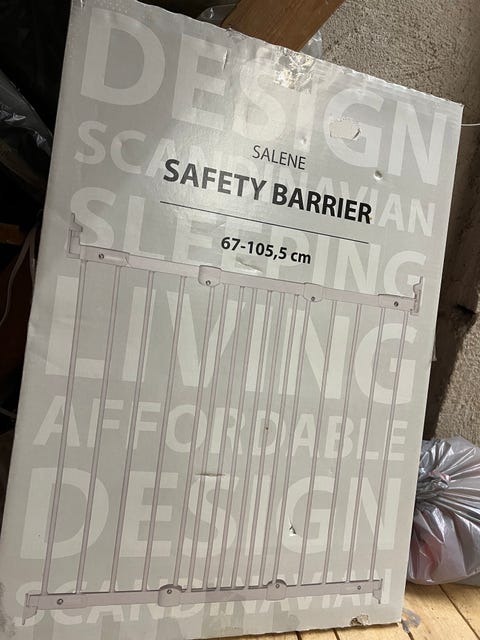 DESIGN
SALENE
SCANDINAVIAN
SAFETY BARRIER
SLEEPING
67-105,5 cm
LIVING
AFFORDABLE
DESIGN
SCANDINAVIAN